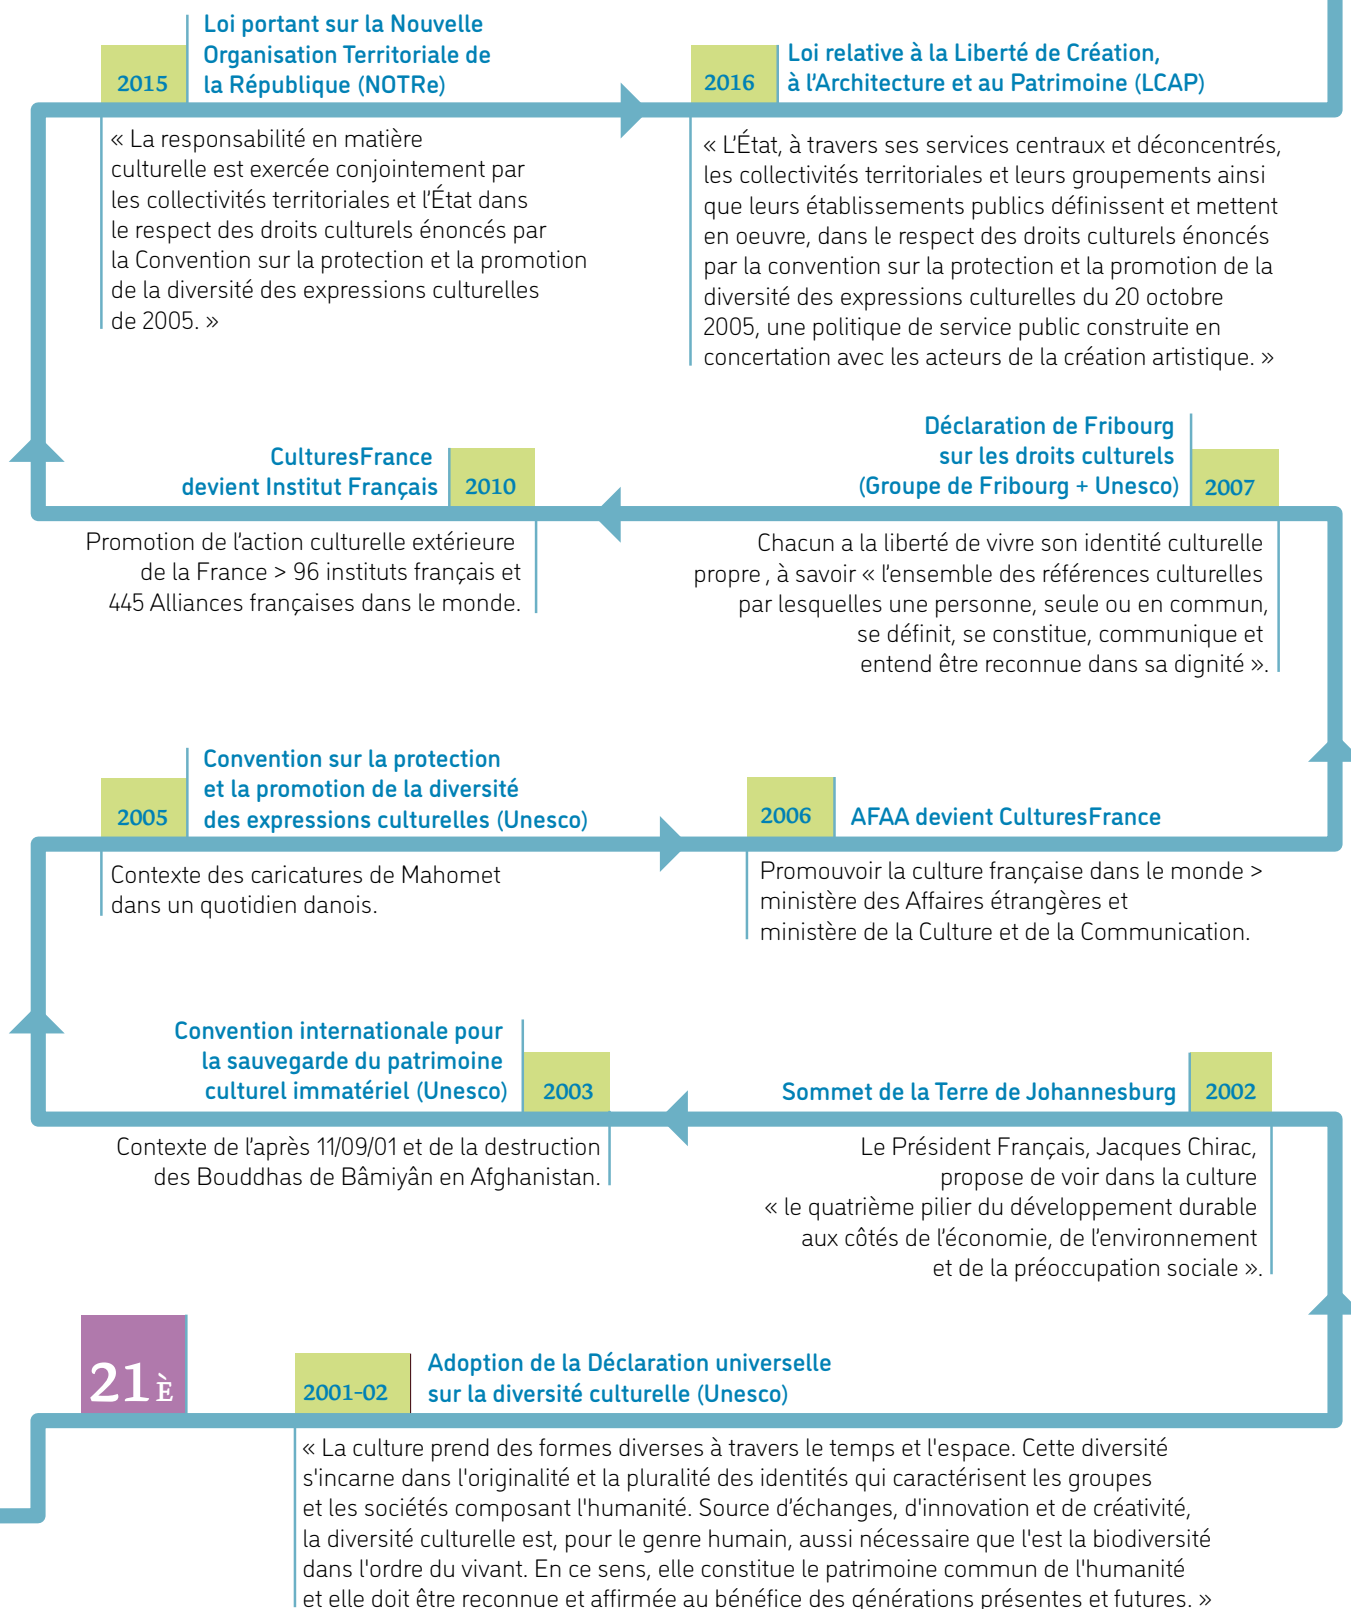 Loi portant sur la Nouvelle
Organisation Territoriale de
2015 la République (NOTRe)
« La responsabilité en matière
culturelle est exercée conjointement par
les collectivités territoriales et l'État dans
le respect des droits culturels énoncés par
la Convention sur la protection et la promotion
de la diversité des expressions culturelles
de 2005. »
Loi relative à la Liberté de Création,
2016 à l'Architecture et au Patrimoine (LCAP)
« L'État, à travers ses services centraux et déconcentrés,
les collectivités territoriales et leurs groupements ainsi
que leurs établissements publics définissent et mettent
en oeuvre, dans le respect des droits culturels énoncés
par la convention sur la protection et la promotion de la
diversité des expressions culturelles du 20 octobre
2005, une politique de service public construite en
concertation avec les acteurs de la création artistique. »
CulturesFrance
devient Institut Français 2010
Promotion de l'action culturelle extérieure
de la France > 96 instituts français et
445 Alliances françaises dans le monde.
Déclaration de Fribourg
sur les droits culturels
(Groupe de Fribourg + Unesco) 2007
Chacun a la liberté de vivre son identité culturelle
propre , à savoir « l'ensemble des références culturelles
par lesquelles une personne, seule ou en commun,
se définit, se constitue, communique et
entend être reconnue dans sa dignité ».
Convention sur la protection
et la promotion de la diversité
2005 des expressions culturelles (Unesco)
Contexte des caricatures de Mahomet
dans un quotidien danois.
2006 AFAA devient CulturesFrance
Promouvoir la culture française dans le monde >
ministère des Affaires étrangères et
ministère de la Culture et de la Communication.
Convention internationale pour
la sauvegarde du patrimoine
culturel immatériel (Unesco) 2003
Contexte de l'après 11/09/01 et de la destruction
des Bouddhas de Bâmiyân en Afghanistan.
Sommet de la Terre de Johannesburg 2002
Le Président Français, Jacques Chirac,
propose de voir dans la culture
« le quatrième pilier du développement durable
aux côtés de l'économie, de l'environnement
et de la préoccupation sociale ».
21È
Adoption de la Déclaration universelle
2001-02 sur la diversité culturelle (Unesco)
« La culture prend des formes diverses à travers le temps et l'espace. Cette diversité
s'incarne dans l'originalité et la pluralité des identités qui caractérisent les groupes
et les sociétés composant l'humanité. Source d'échanges, d'innovation et de créativité,
la diversité culturelle est, pour le genre humain, aussi nécessaire que l'est la biodiversité
dans l'ordre du vivant. En ce sens, elle constitue le patrimoine commun de l'humanité
et elle doit être reconnue et affirmée au bénéfice des générations présentes et futures. »